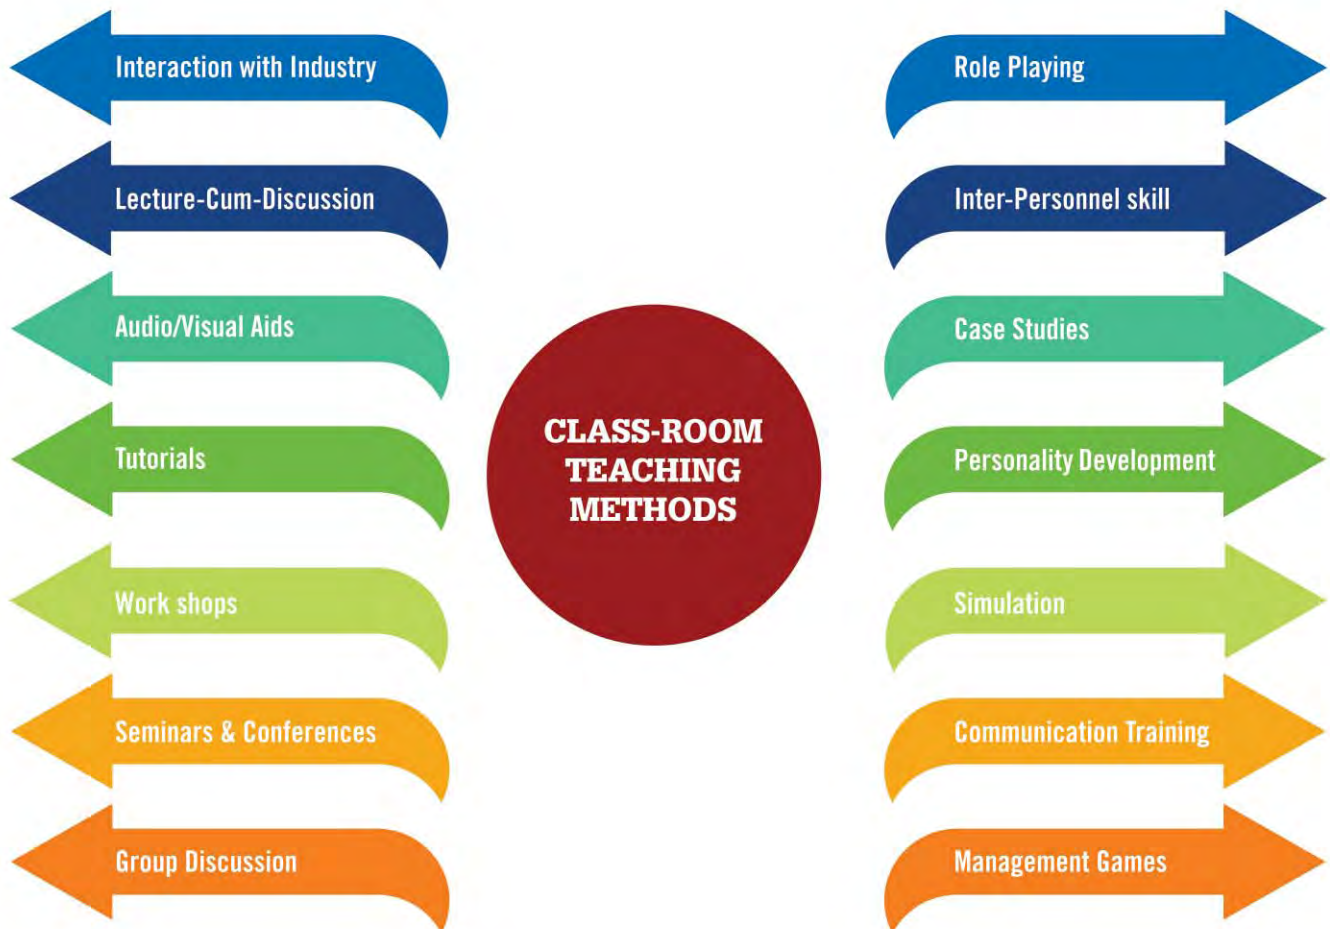 Interaction with Industry
Lecture-Cum-Discussion
Audio/Visual Aids
Tutorials
Work shops
Seminars & Conferences
Group Discussion
CLASS-ROOM
TEACHING
METHODS
Role Playing
Inter-Personnel skill
Case Studies
Personality Development
Simulation
Communication Training
Management Games